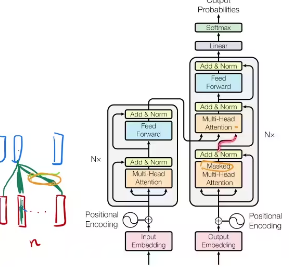 Output
Probabilities
Softmax
Linear
Add & Norm
Feed
Forward
Add & Norm
Multi-Head
Attention
Add & Norm
Masked
Multi-Head
Attention
Nx
Add & Norm
Feed
Forward
Add & Norm
Multi-Head
Attention
Nx
Positional
Encoding
Positional
Encoding
Input
Embedding
Output
Embedding
n